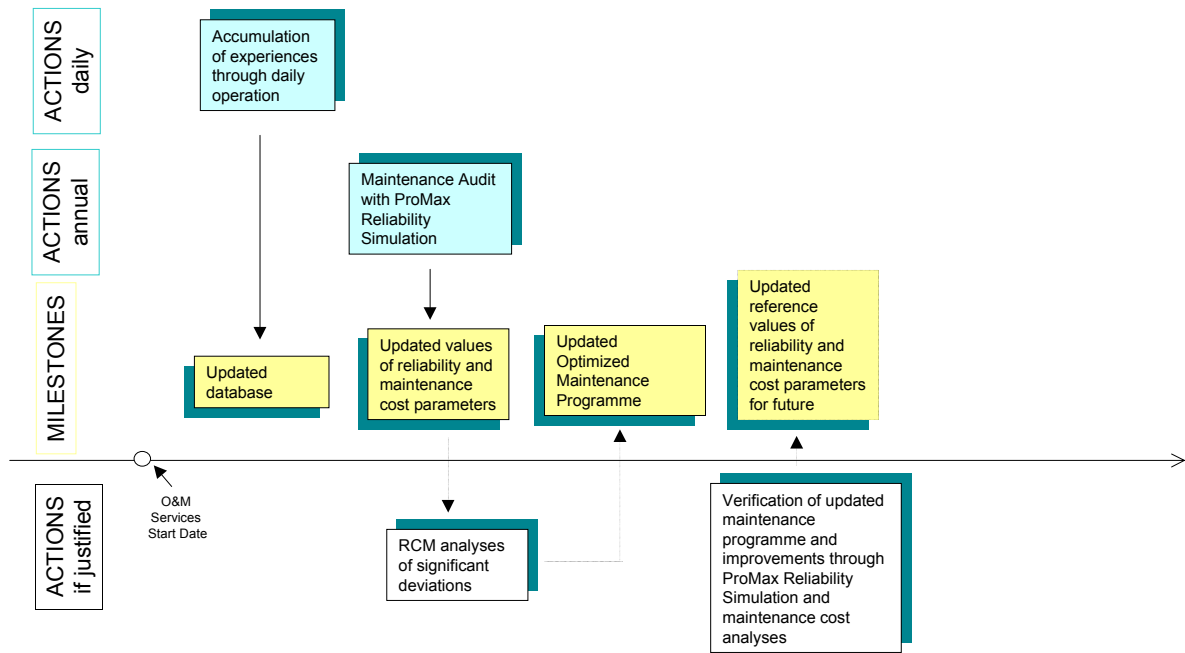 ACTIONS
daily
Accumulation
of experiences
through daily
operation
ACTIONS
annual
Maintenance Audit
with ProMax
Reliability
Simulation
MILESTONES
Updated
database
Updated values
of reliability and
maintenance
cost parameters
Updated
Optimized
Maintenance
Programme
Updated
reference
values of
reliability and
maintenance
cost parameters
for future
O&M
Services
Start Date
ACTIONS
if justified
RCM analyses
of significant
deviations
Verification of updated
maintenance
programme and
improvements through
ProMax Reliability
Simulation and
maintenance cost
analyses